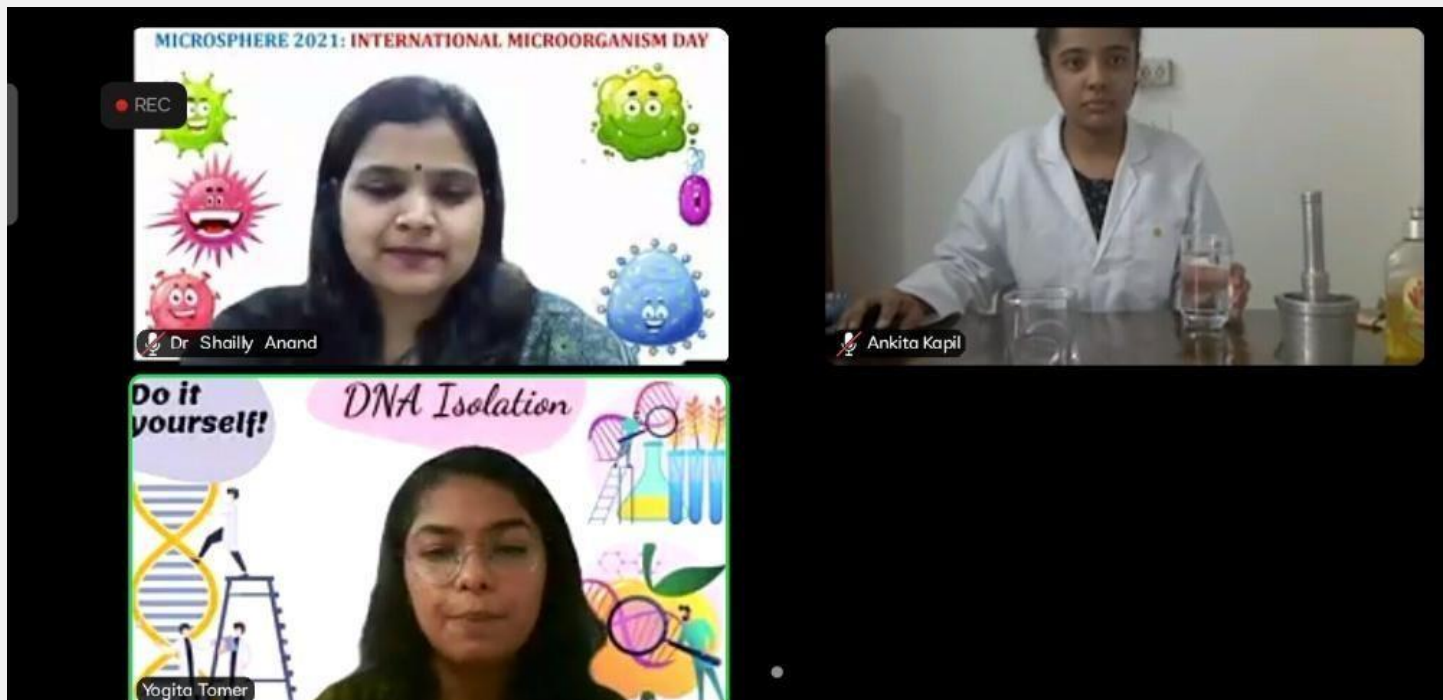 MICROSPHERE 2021: INTERNATIONAL MICROORGANISM DAY
REC
Dr Shailly Anand
Ankita Kapil
Do it
yourself!
DNA Isolation
Yogita Tomer